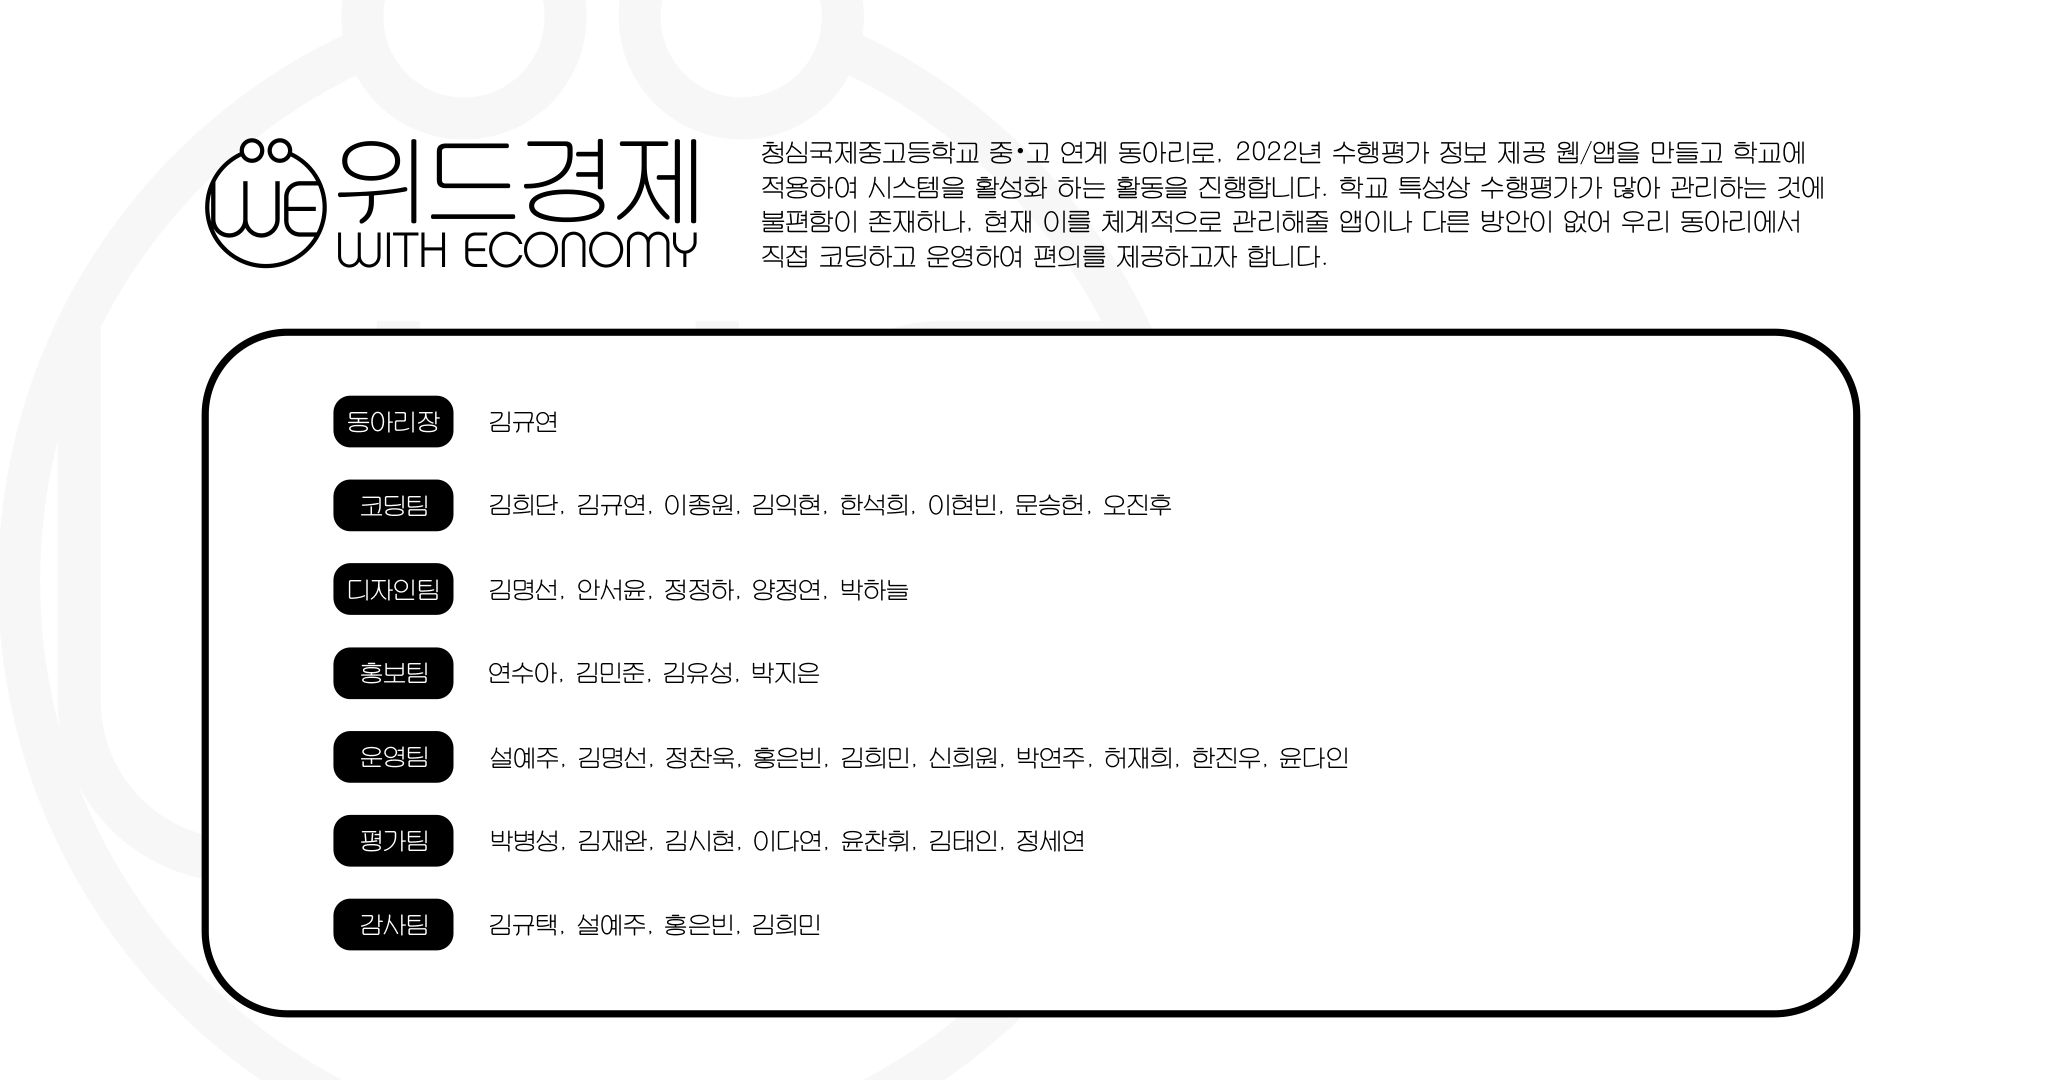 WE
위드경제
WITH ECONOMY
청심국제중고등학교 중•고 연계 동아리로, 2022년 수행평가 정보 제공 웹/앱을 만들고 학교에
적용하여 시스템을 활성화 하는 활동을 진행합니다. 학교 특성상 수행평가가 많아 관리하는 것에
불편함이 존재하나, 현재 이를 체계적으로 관리해줄 앱이나 다른 방안이 없어 우리 동아리에서
직접 코딩하고 운영하여 편의를 제공하고자 합니다.
동아리장 김규연
코딩팀 김희단, 김규연, 이종원, 김익현, 한석희, 이현빈, 문승헌, 오진후
디자인팀 김명선, 안서윤, 정정하, 양정연, 박하늘
홍보팀 연수아, 김민준, 김유성, 박지은
운영팀 설예주, 김명선, 정찬욱, 홍은빈, 김희민, 신희원, 박연주, 허재희, 한진우, 윤다인
평가팀 박병성, 김재완, 김시현, 이다연, 윤찬휘, 김태인, 정세연
감사팀 김규택, 설예주, 홍은빈, 김희민